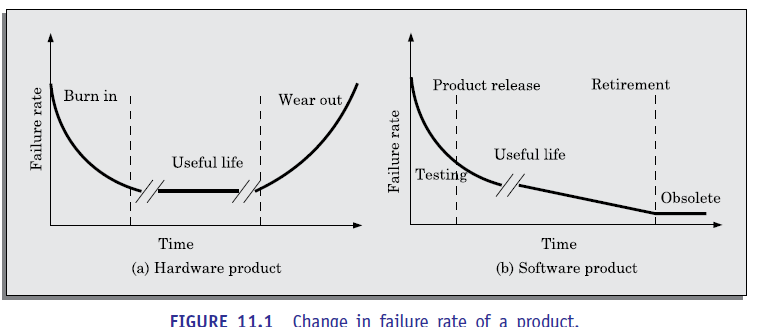 Failure rate
Burn in
Useful life
Wear out
Time
(a) Hardware product
Failure rate
Product release
Retirement
Testing
Useful life
Obsolete
Time
(b) Software product
FIGURE 11.1 Change in failure rate of a product.